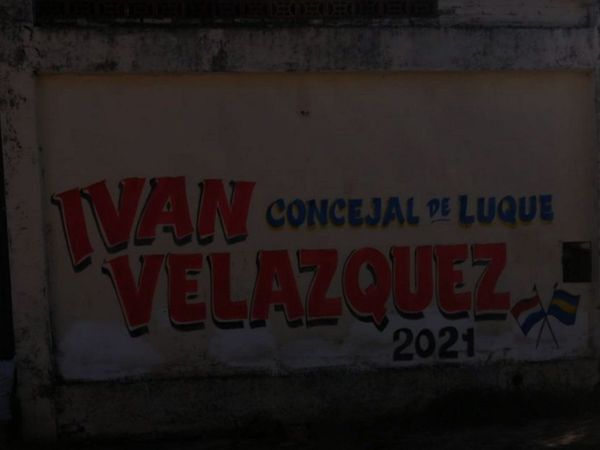 IVAN CONCEJAL DE LUQUE
VELAZQUEZ
2021